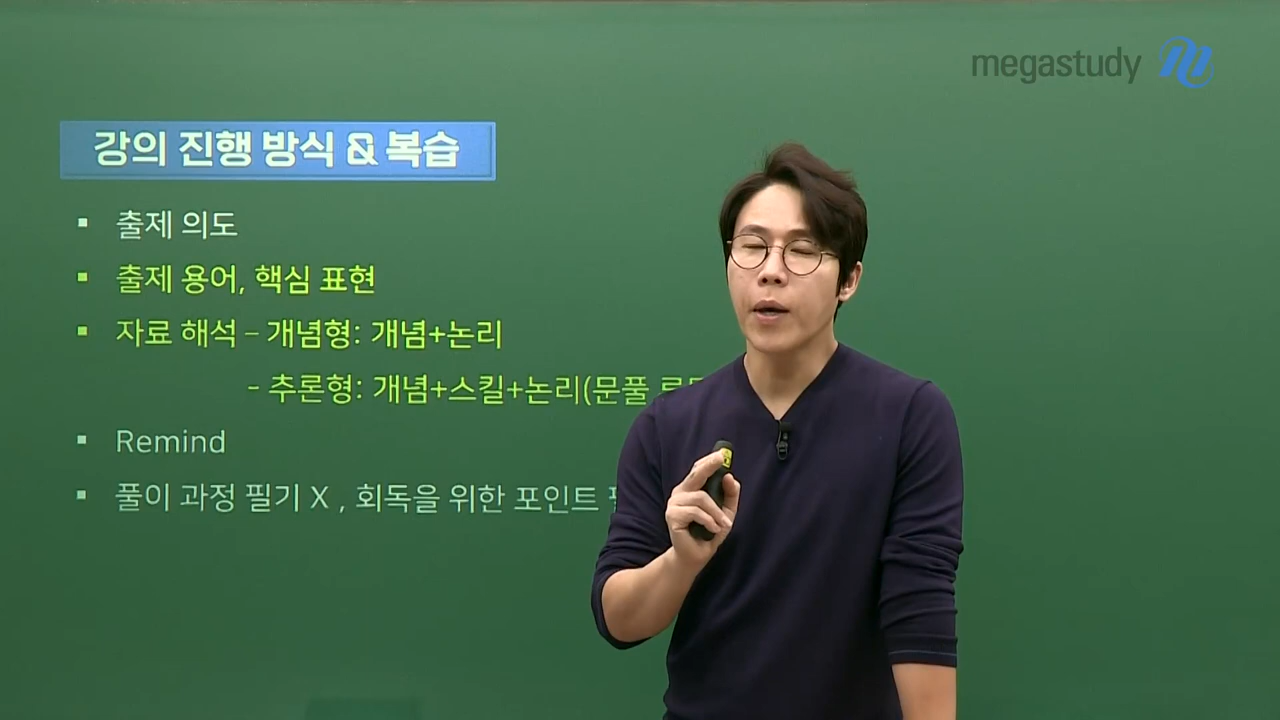 megastudy
강의 진행 방식 & 복습
출제 의도
출제 용어, 핵심 표현
자료 해석 – 개념형: 개념+논리
- 추론형: 개념+스킬+논리(문풀
Remind
풀이 과정 필기 X , 회독을 위한 포인트